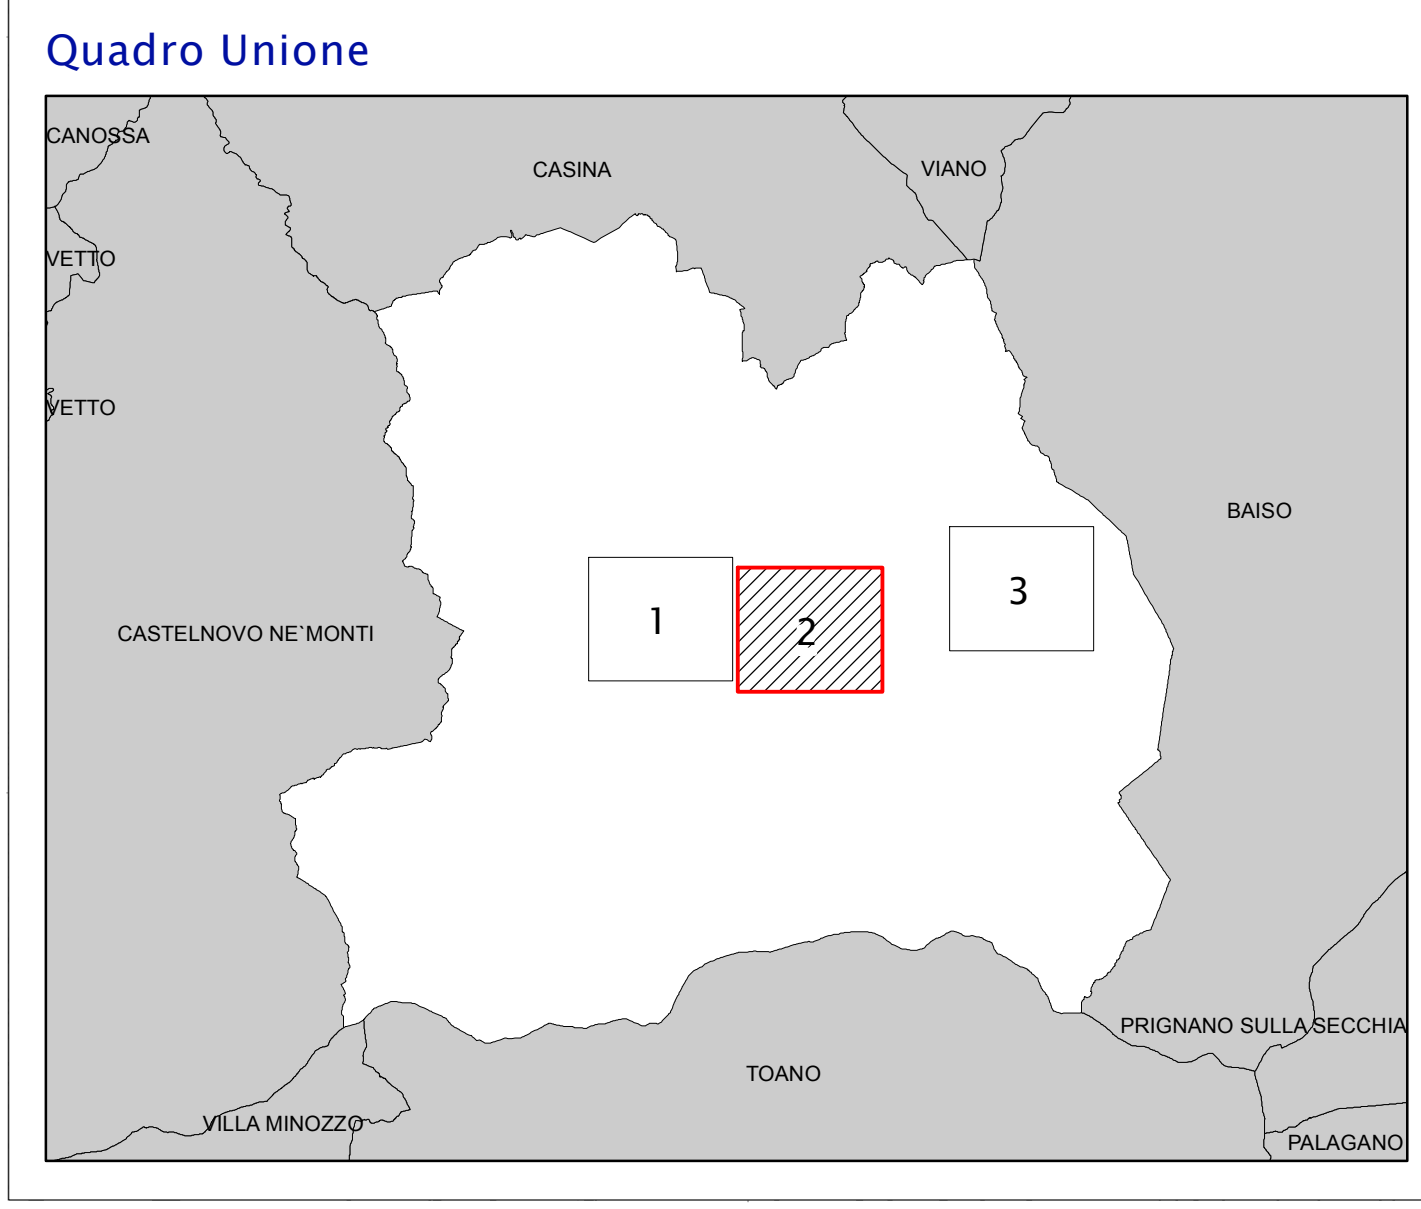 Quadro Unione
CANOSSA
CASINA
VIANO
VETTO
VETTO
BAISO
3
1
2
CASTELNOVO NE`MONTI
PRIGNANO SULLA SECCHIA
TOANO
VILLA MINOZZO
PALAGANO